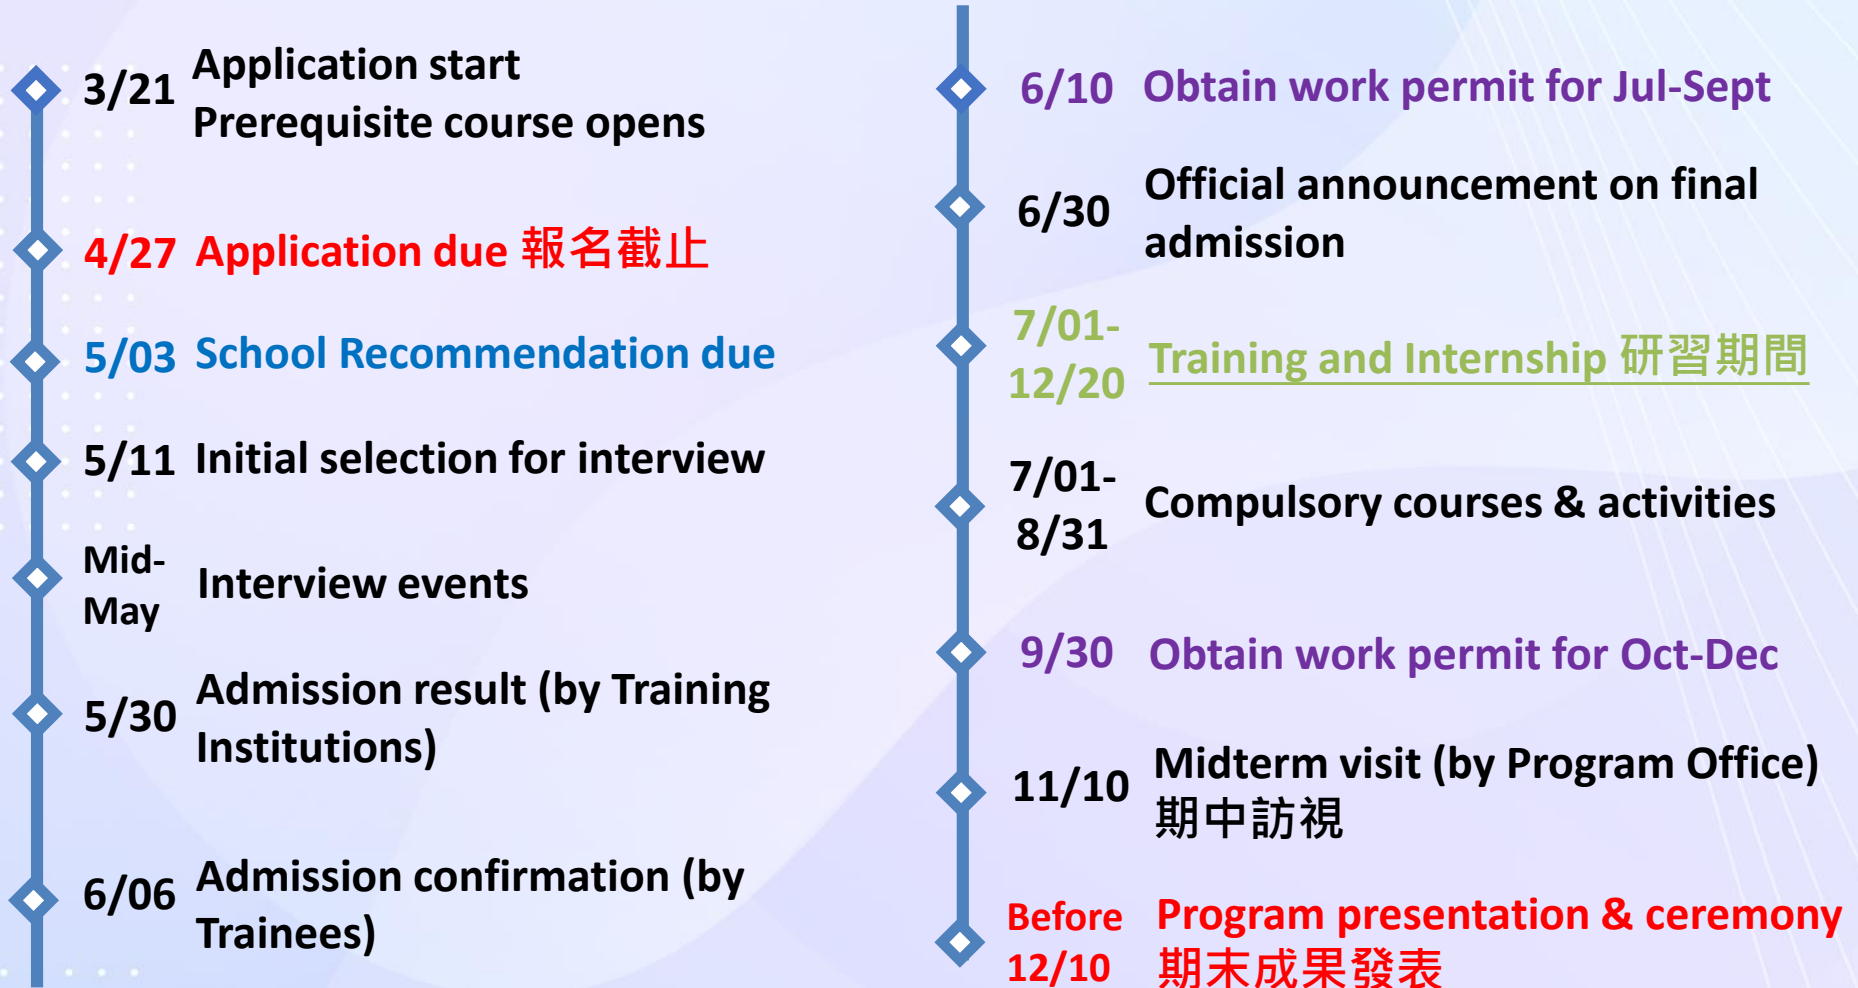 3/21 Application start
Prerequisite course opens
4/27 Application due 報名截止
5/03 School Recommendation due
5/11 Initial selection for interview
Mid-
May
Interview events
5/30 Admission result (by Training
Institutions)
6/06 Admission confirmation (by
Trainees)
6/10 Obtain work permit for Jul-Sept
6/30 Official announcement on final
admission
7/01-
12/20
Training and Internship 研習期間
7/01-
8/31
Compulsory courses & activities
9/30 Obtain work permit for Oct-Dec
11/10 Midterm visit (by Program Office)
期中訪視
Before
12/10
Program presentation & ceremony
期末成果發表